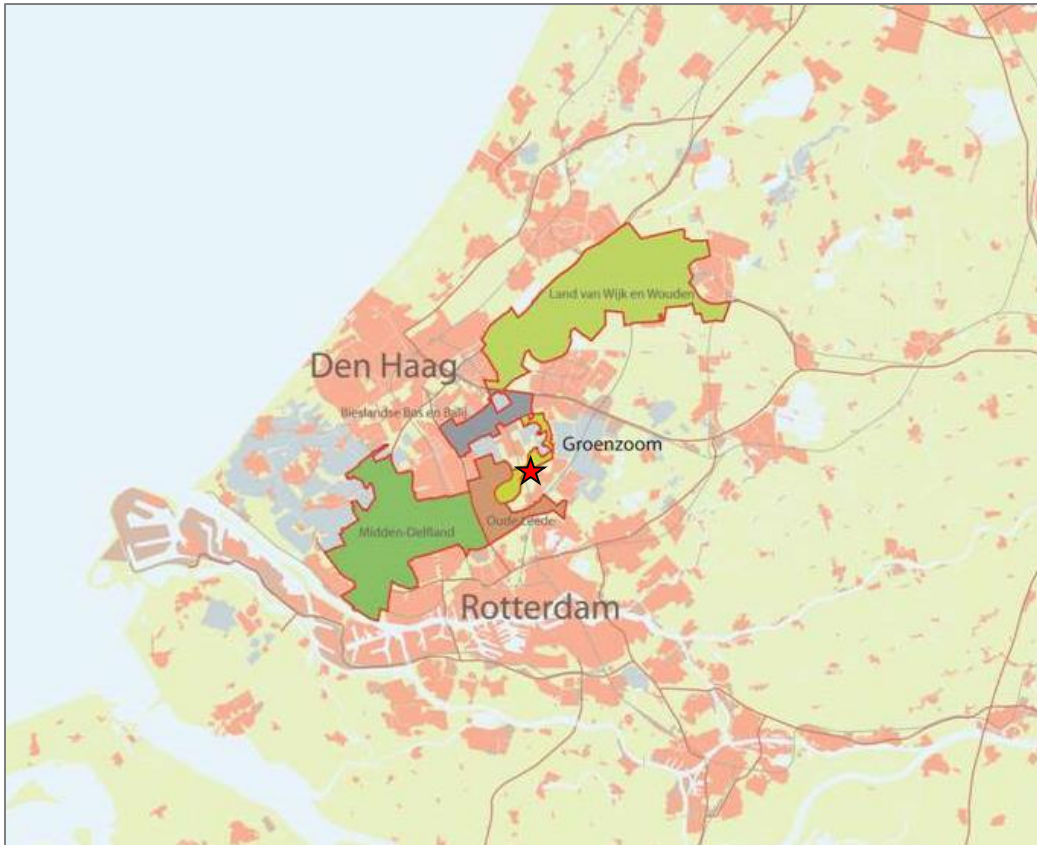 Land van Wijk en Wouden
Den Haag
Bieslandse Bos en Balij
Groenzoom
Oude Leede
Midden-Delfland
Rotterdam